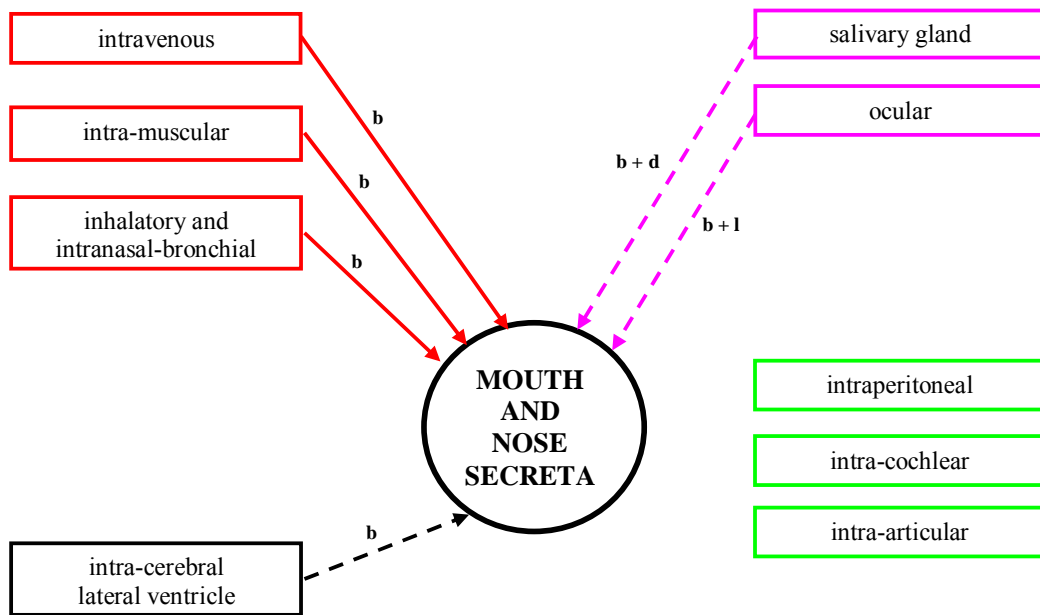 intravenous
b
intra-muscular
b
inhalatory and
intranasal-bronchial
b
salivary gland
ocular
b + d
b + l
MOUTH
AND
NOSE
SECRETA
intraperitoneal
intra-cochlear
intra-articular
b
intra-cerebral
lateral ventricle